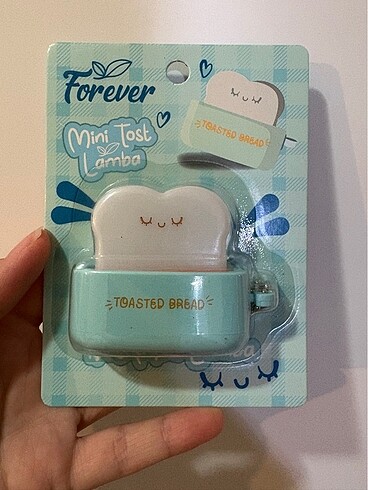 Forever
Mini Tost
Lamba
TOASTED BREAD
TOASTED BREAD